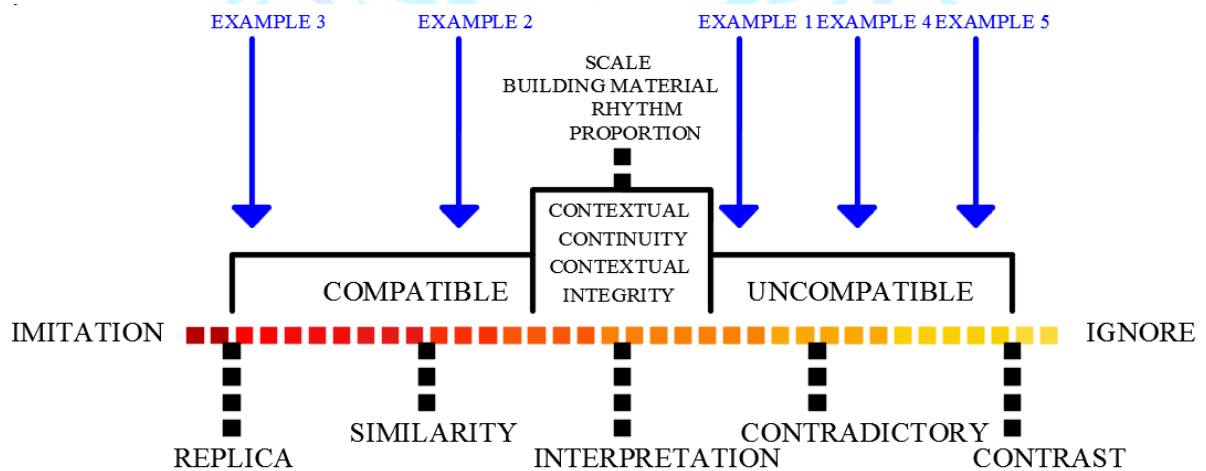 EXAMPLE 3
EXAMPLE 2
EXAMPLE 1
EXAMPLE 4
EXAMPLE 5
SCALE
BUILDING MATERIAL
RHYTHM
PROPORTION
CONTEXTUAL
CONTINUITY
CONTEXTUAL
INTEGRITY
COMPATIBLE
UNCOMPATIBLE
IMITATION
IGNORE
REPLICA
SIMILARITY
INTERPRETATION
CONTRADICTORY
CONTRAST